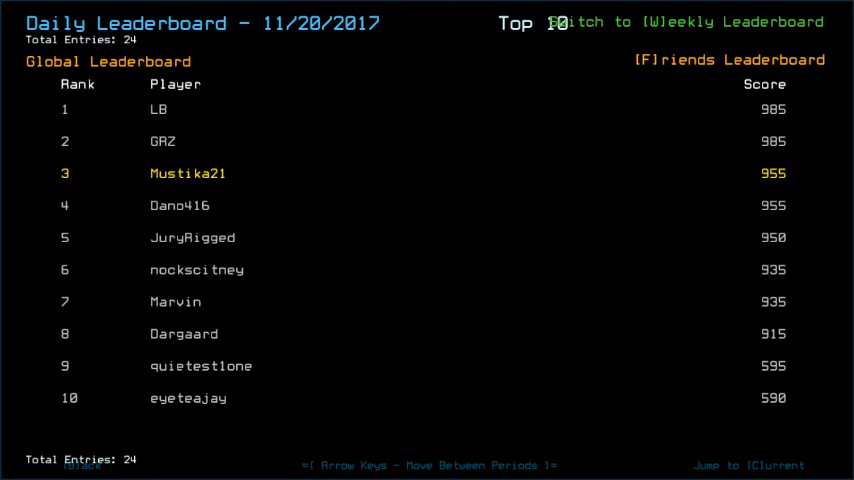 Daily Leaderboard - 11/20/2017 Top 10 Switch to [W]eekly Leaderboard
Total Entries: 24
Global Leaderboard [F]riends Leaderboard
Rank Player Score
1 LB 985
2 GRZ 985
3 Mustika21 955
4 Dano416 955
5 JuryRigged 950
6 nockscitney 935
7 Marvin 935
8 Dargaard 915
9 quietest1one 595
10 eyeteajay 590
Total Entries: 24
[B]ack =[ Arrow Keys - Move Between Periods ]= Jump to [C]urrent